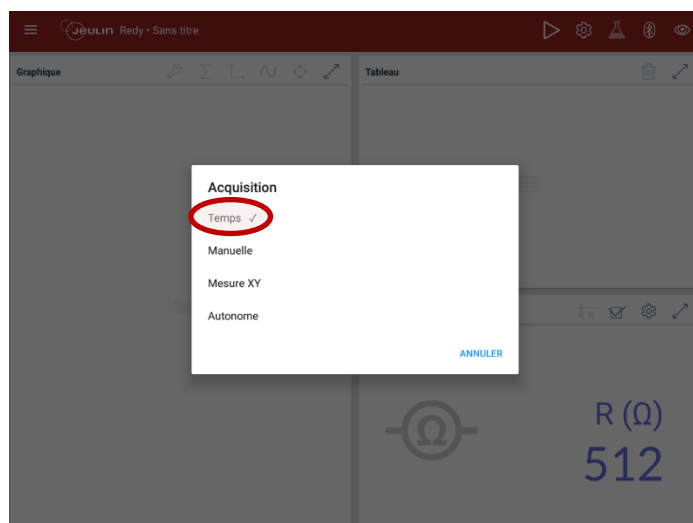 Jeulin Redy • Sans titre
Graphique
Tableau
Acquisition
Temps ✓
Manuelle
Mesure XY
Autonome
ANNULER
Ω
R (Ω)
512